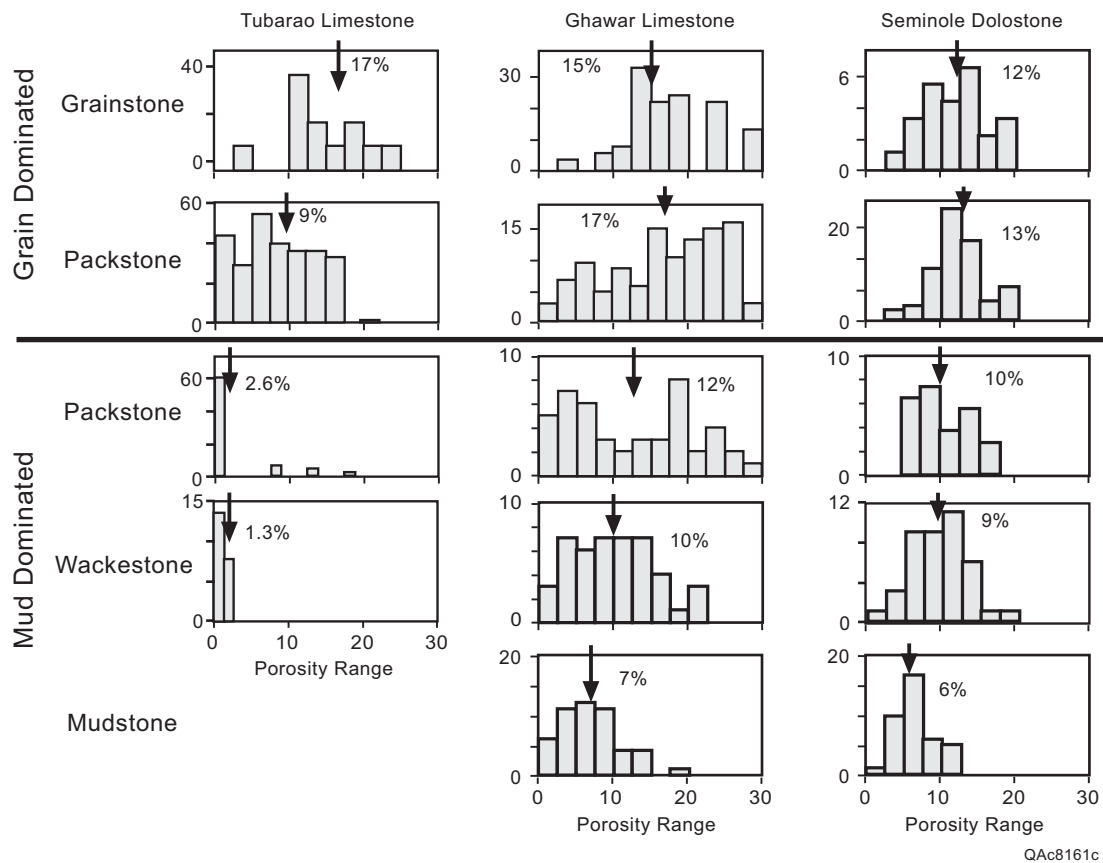 Tubarao Limestone Ghawar Limestone Seminole Dolostone
Grain Dominated
Grainstone
40
20
0
17%
30
0
15%
6
0
12%
Packstone
60
0
9%
15
0
17%
20
0
13%
Mud Dominated
Packstone
60
0
2.6%
10
0
12%
10
0
10%
Wackestone
15
0
1.3%
0 10 20 30
Porosity Range
10
0
10%
12
0
9%
Mudstone
20
0
7%
0 10 20 30
Porosity Range
20
0
6%
0 10 20 30
Porosity Range
QAc8161c